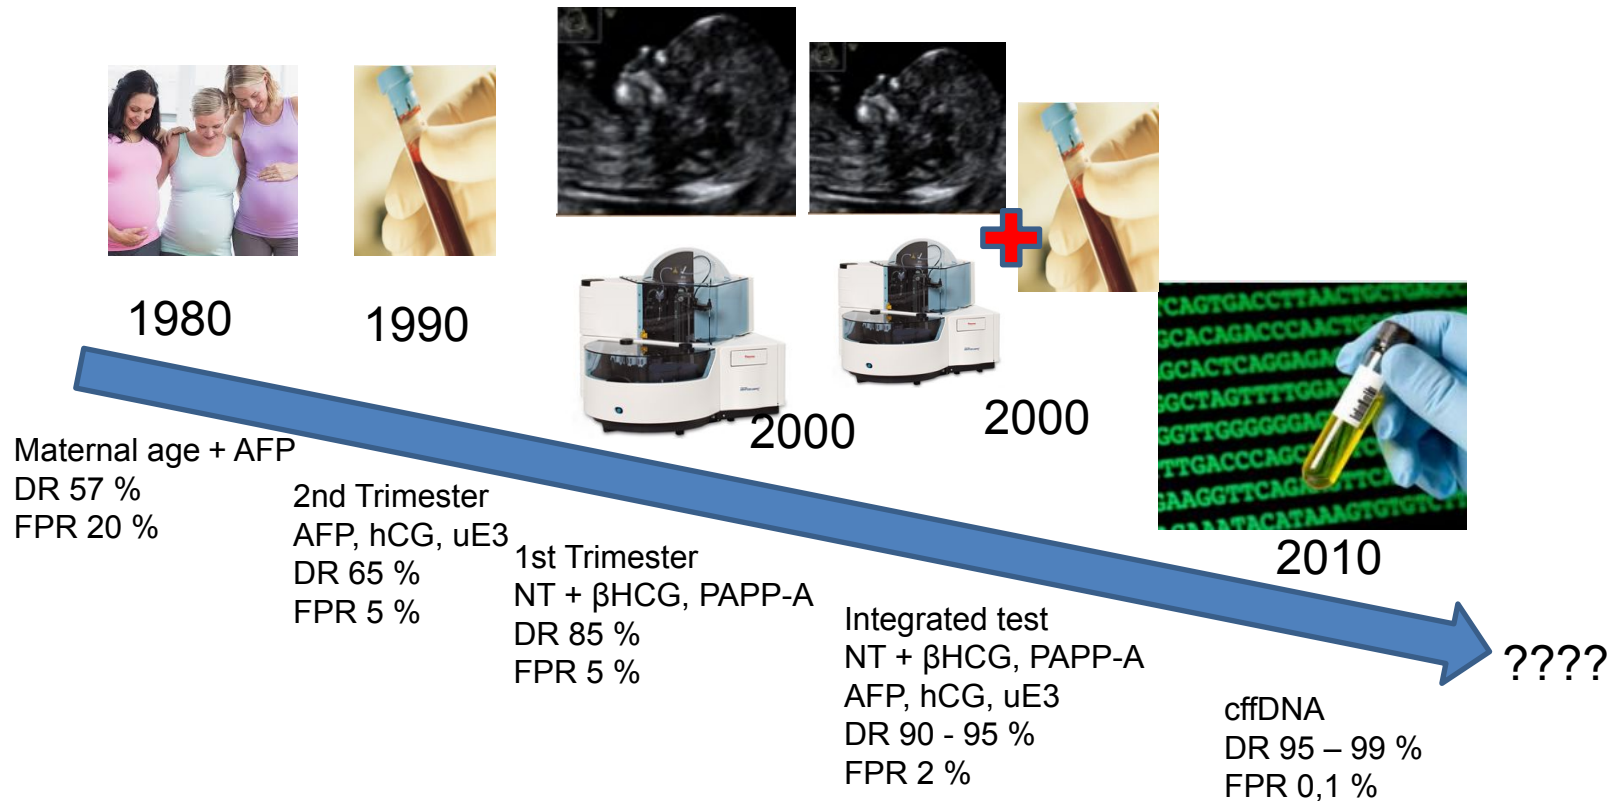 1980
1990
2000
2000
2010
Maternal age + AFP
DR 57 %
FPR 20 %
2nd Trimester
AFP, hCG, uE3
DR 65 %
FPR 5 %
1st Trimester
NT + βHCG, PAPP-A
DR 85 %
FPR 5 %
Integrated test
NT + βHCG, PAPP-A
AFP, hCG, uE3
DR 90 - 95 %
FPR 2 %
cffDNA
DR 95 – 99 %
FPR 0,1 %
????